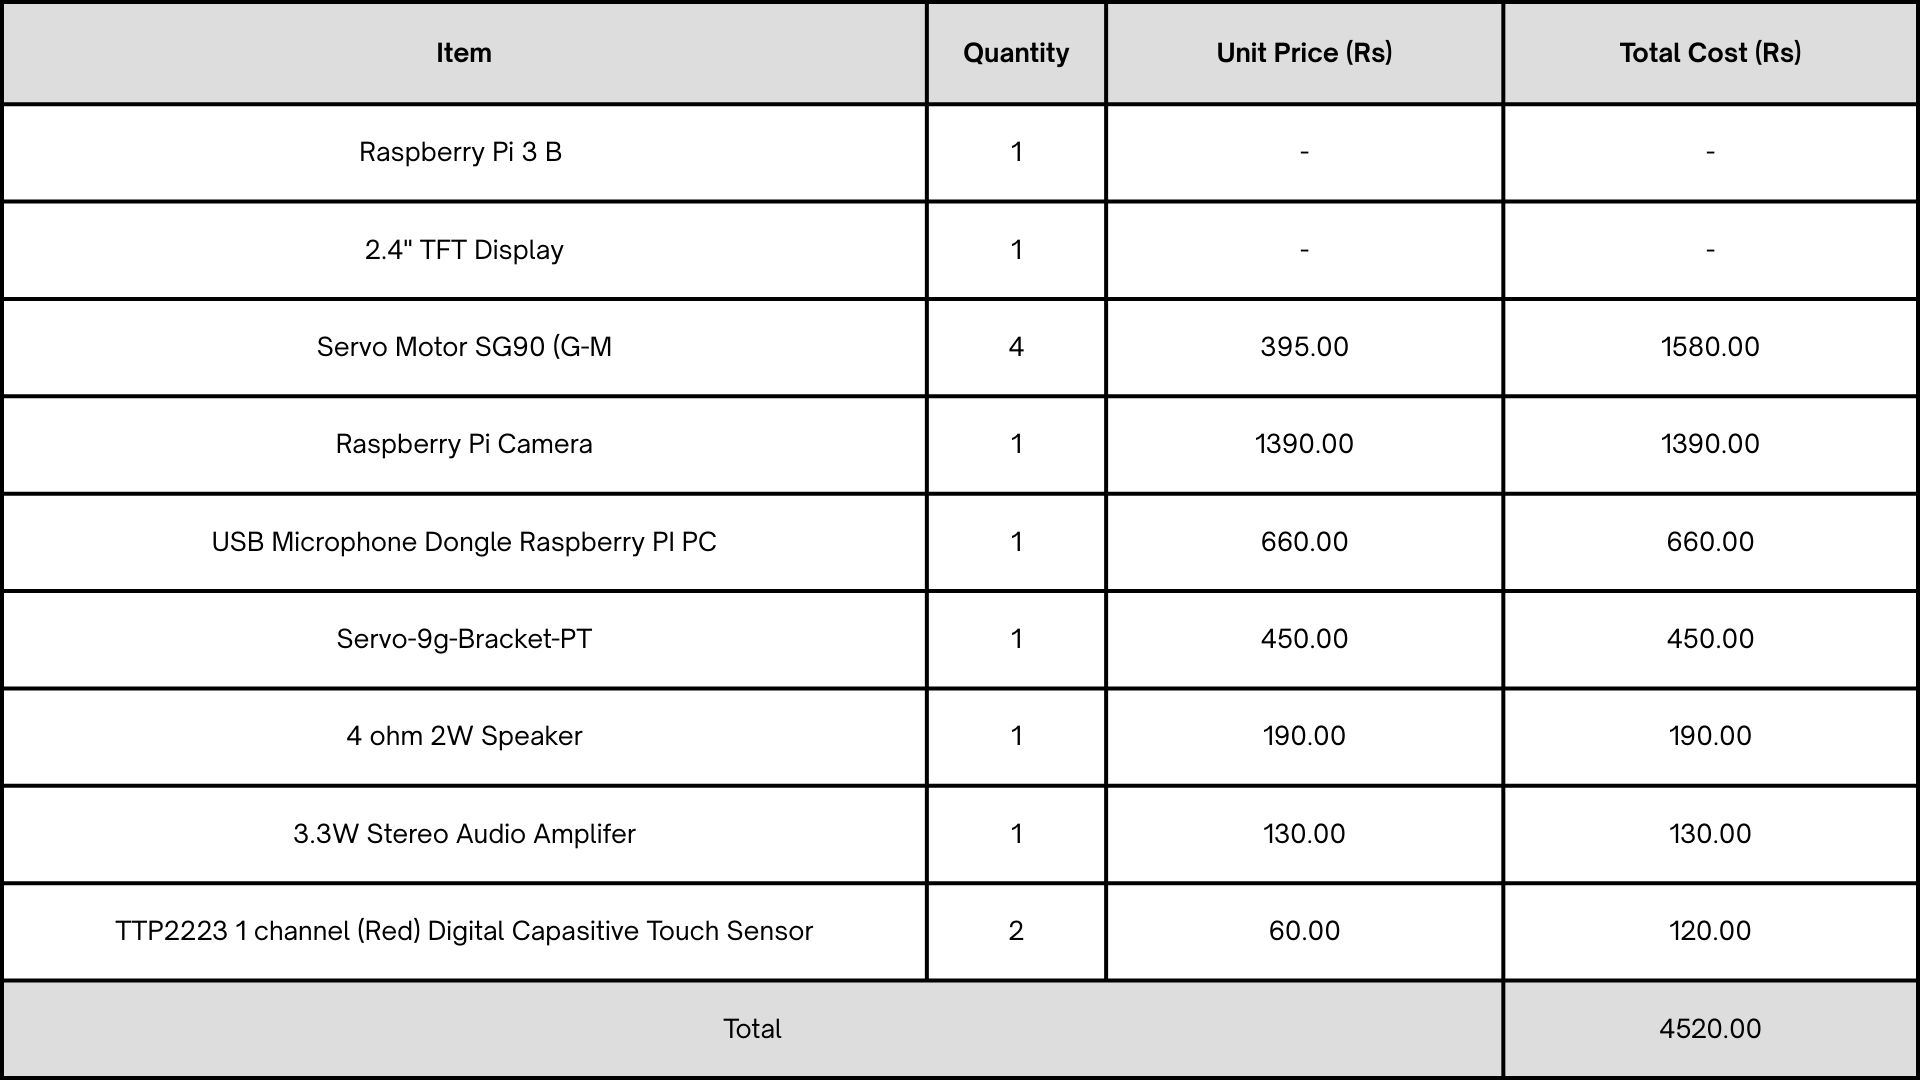 Item Quantity Unit Price (Rs) Total Cost (Rs)
Raspberry Pi 3 B 1 - -
2.4" TFT Display 1 - -
Servo Motor SG90 (G-M 4 395.00 1580.00
Raspberry Pi Camera 1 1390.00 1390.00
USB Microphone Dongle Raspberry PI PC 1 660.00 660.00
Servo-9g-Bracket-PT 1 450.00 450.00
4 ohm 2W Speaker 1 190.00 190.00
3.3W Stereo Audio Amplifer 1 130.00 130.00
TTP2223 1 channel (Red) Digital Capasitive Touch Sensor 2 60.00 120.00
Total 4520.00